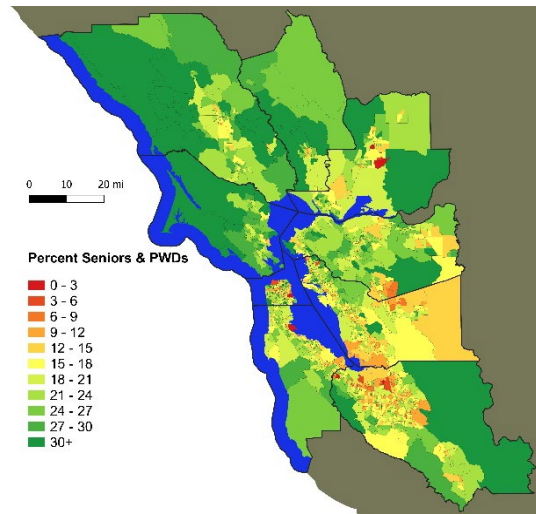 0 10 20 mi
Percent Seniors & PWDs
0 - 3
3 - 6
6 - 9
9 - 12
12 - 15
15 - 18
18 - 21
21 - 24
24 - 27
27 - 30
30+